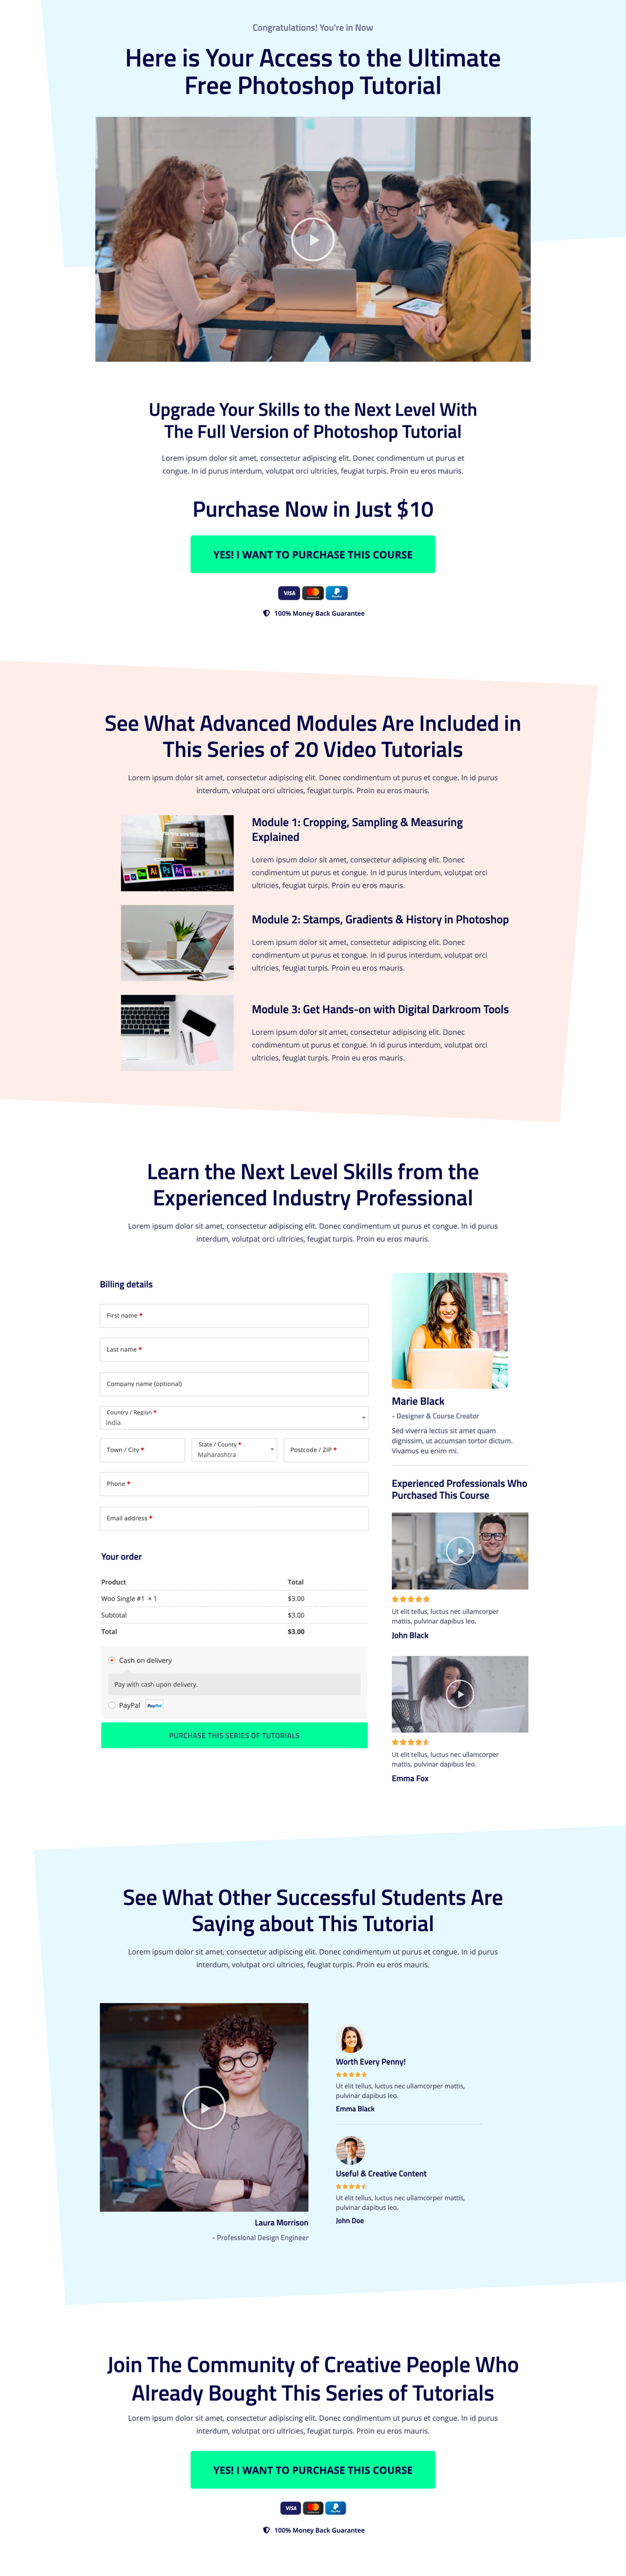 Congratulations! You're in Now
Here is Your Access to the Ultimate
Free Photoshop Tutorial
Upgrade Your Skills to the Next Level With
The Full Version of Photoshop Tutorial
Lorem ipsum dolor sit amet, consectetur adipiscing elit. Donec condimentum ut purus et
congue. In id purus interdum, volutpat orci ultricies, feugiat turpis. Proin eu eros mauris.
Purchase Now in Just $10
YES! I WANT TO PURCHASE THIS COURSE
VISA PayPal
100% Money Back Guarantee
See What Advanced Modules Are Included in
This Series of 20 Video Tutorials
Lorem ipsum dolor sit amet, consectetur adipiscing elit. Donec condimentum ut purus et congue. In id purus
interdum, volutpat orci ultricies, feugiat turpis. Proin eu eros mauris.
Dw Ai Ps Ae
Module 1: Cropping, Sampling & Measuring
Explained
Lorem ipsum dolor sit amet, consectetur adipiscing elit. Donec
condimentum ut purus et congue. In id purus interdum, volutpat orci
ultricies, feugiat turpis. Proin eu eros mauris.
Module 2: Stamps, Gradients & History in Photoshop
Lorem ipsum dolor sit amet, consectetur adipiscing elit. Donec
condimentum ut purus et congue. In id purus interdum, volutpat orci
ultricies, feugiat turpis. Proin eu eros mauris.
Module 3: Get Hands-on with Digital Darkroom Tools
Lorem ipsum dolor sit amet, consectetur adipiscing elit. Donec
condimentum ut purus et congue. In id purus interdum, volutpat orci
ultricies, feugiat turpis. Proin eu eros mauris.
Learn the Next Level Skills from the
Experienced Industry Professional
Lorem ipsum dolor sit amet, consectetur adipiscing elit. Donec condimentum ut purus et congue. In id purus
interdum, volutpat orci ultricies, feugiat turpis. Proin eu eros mauris.
Billing details
First name *
Last name *
Company name (optional)
Country / Region *
India
Town / City *
State / County *
Maharashtra
Postcode / ZIP *
Phone *
Email address *
Your order
Product Total
Woo Single #1 × 1 $3.00
Subtotal $3.00
Total $3.00
Cash on delivery
Pay with cash upon delivery.
PayPal PayPal
PURCHASE THIS SERIES OF TUTORIALS
Marie Black
- Designer & Course Creator
Sed viverra lectus sit amet quam
dignissim, ut accumsan tortor dictum.
Vivamus eu enim mi.
Experienced Professionals Who
Purchased This Course
Ut elit tellus, luctus nec ullamcorper
mattis, pulvinar dapibus leo.
John Black
Ut elit tellus, luctus nec ullamcorper
mattis, pulvinar dapibus leo.
Emma Fox
See What Other Successful Students Are
Saying about This Tutorial
Lorem ipsum dolor sit amet, consectetur adipiscing elit. Donec condimentum ut purus et congue. In id purus
interdum, volutpat orci ultricies, feugiat turpis. Proin eu eros mauris.
Laura Morrison
- Professional Design Engineer
Worth Every Penny!
Ut elit tellus, luctus nec ullamcorper mattis,
pulvinar dapibus leo.
Emma Black
Useful & Creative Content
Ut elit tellus, luctus nec ullamcorper mattis,
pulvinar dapibus leo.
John Doe
Join The Community of Creative People Who
Already Bought This Series of Tutorials
Lorem ipsum dolor sit amet, consectetur adipiscing elit. Donec condimentum ut purus et congue. In id purus
interdum, volutpat orci ultricies, feugiat turpis. Proin eu eros mauris.
YES! I WANT TO PURCHASE THIS COURSE
VISA PayPal
100% Money Back Guarantee